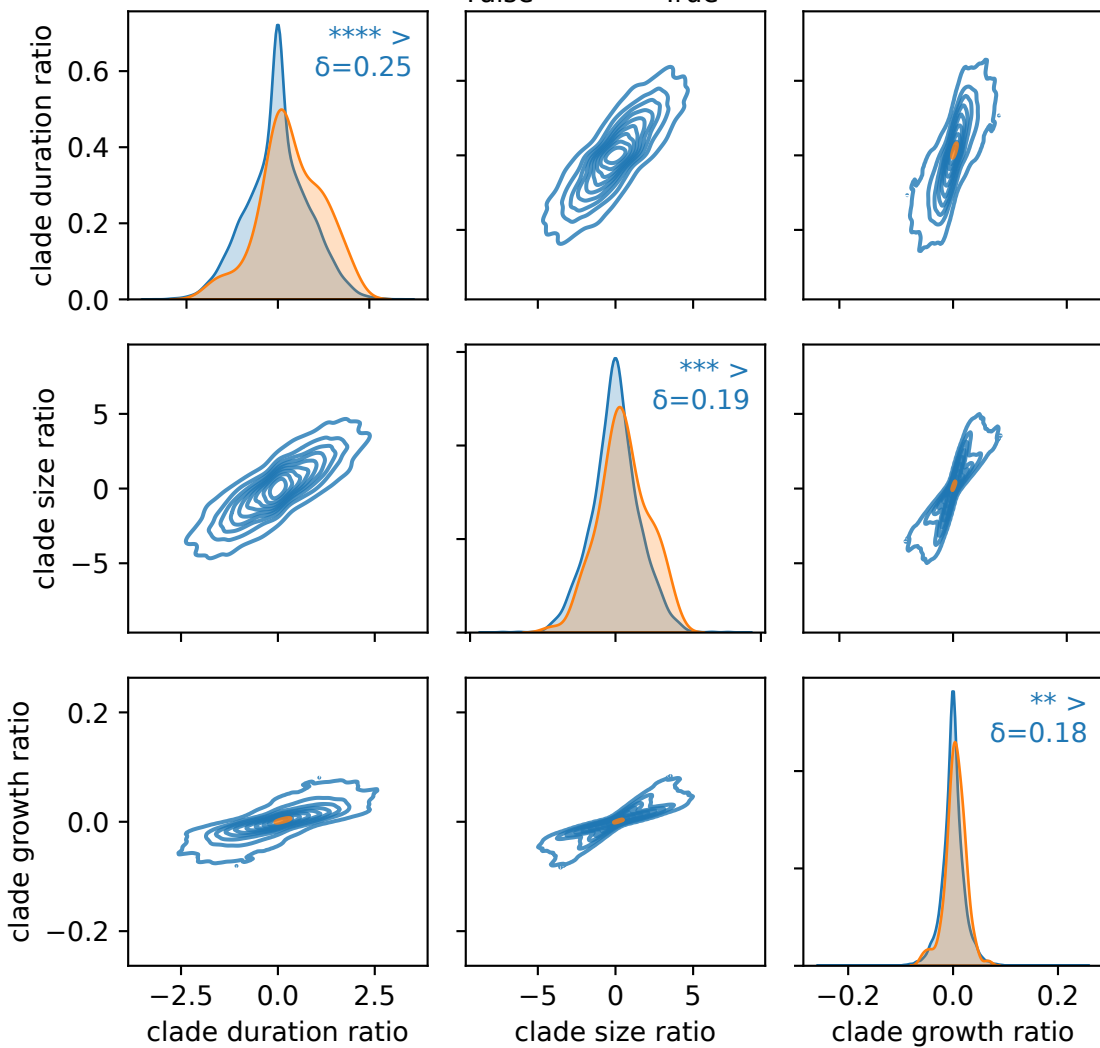 clade duration ratio
0.6
0.4
0.2
0.0
**** >
δ=0.25
clade size ratio
5
0
−5
*** >
δ=0.19
clade growth ratio
0.2
0.0
−0.2
** >
δ=0.18
−2.5 0.0 2.5
−5 0 5
−0.2 0.0 0.2
clade duration ratio
clade size ratio
clade growth ratio